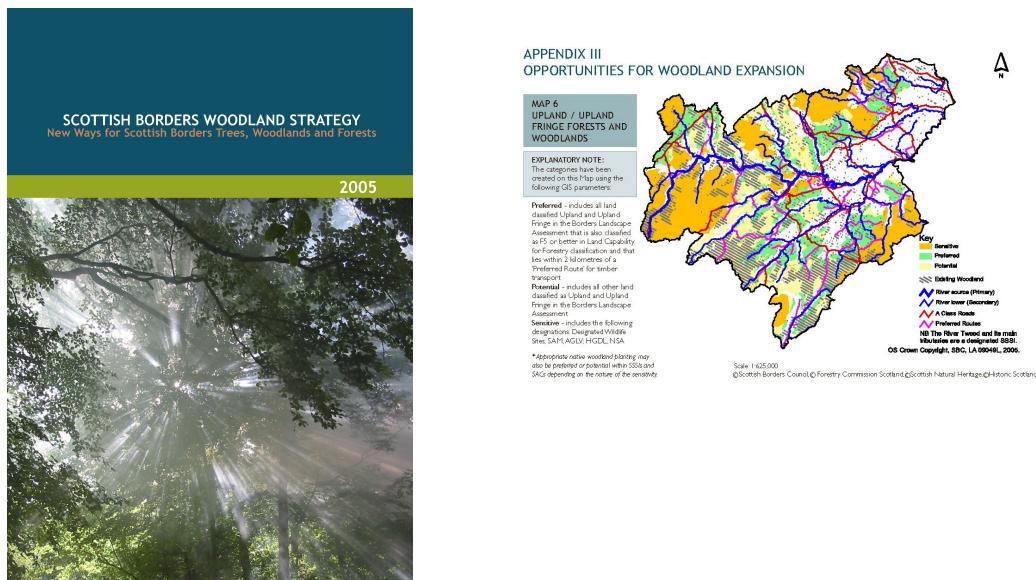 SCOTTISH BORDERS WOODLAND STRATEGY
New Ways for Scottish Borders Trees, Woodlands and Forests
2005
APPENDIX III
OPPORTUNITIES FOR WOODLAND EXPANSION
MAP 6
UPLAND / UPLAND
FRINGE FORESTS AND
WOODLANDS
EXPLANATORY NOTE:
The categories have been
created on this Map using the
following GIS parameters:
Preferred - includes all land
classified Upland and Upland
Fringe in the Borders Landscape
Assessment that is also classified
as F5 or better in Land Capability
for Forestry classification and that
lies within 2 kilometres of a
'Preferred Route' for timber
transport
Potential - includes all other land
classified as Upland and Upland
Fringe in the Borders Landscape
Assessment
Sensitive - includes the following
designations: Designated Wildlife
Sites, SAM, AGLV, HGDL, NSA
*Appropriate native woodland planting may
also be preferred or potential within SSSIs and
SACs depending on the nature of the sensitivity.
N
Key
Sensitive
Preferred
Potential
Existing Woodland
River source (Primary)
River lower (Secondary)
A Class Roads
Preferred Routes
NB The River Tweed and its main
tributaries are a designated SSSI.
OS Crown Copyright, SBC, LA 09049L, 2005.
Scale: 1:625,000
©Scottish Borders Council,© Forestry Commission Scotland,©Scottish Natural Heritage,©Historic Scotland